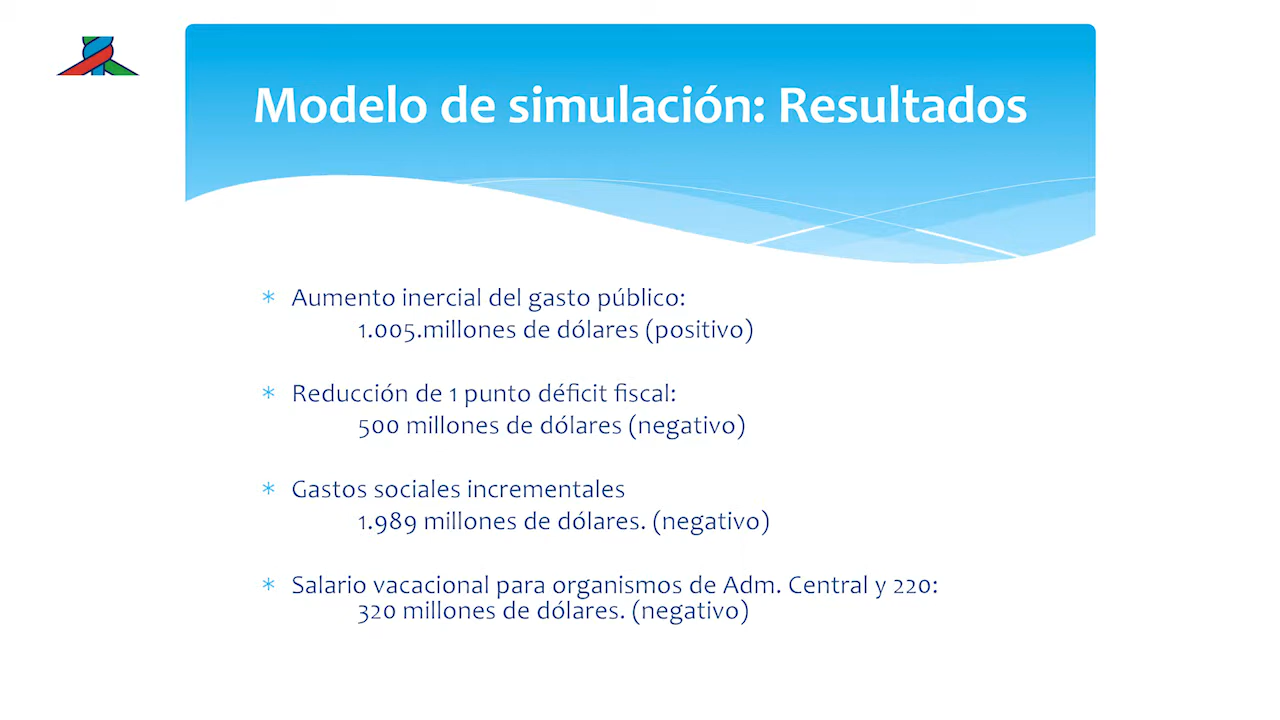 Modelo de simulación: Resultados
* Aumento inercial del gasto público:
1.005.millones de dólares (positivo)
* Reducción de 1 punto déficit fiscal:
500 millones de dólares (negativo)
* Gastos sociales incrementales
1.989 millones de dólares. (negativo)
* Salario vacacional para organismos de Adm. Central y 220:
320 millones de dólares. (negativo)